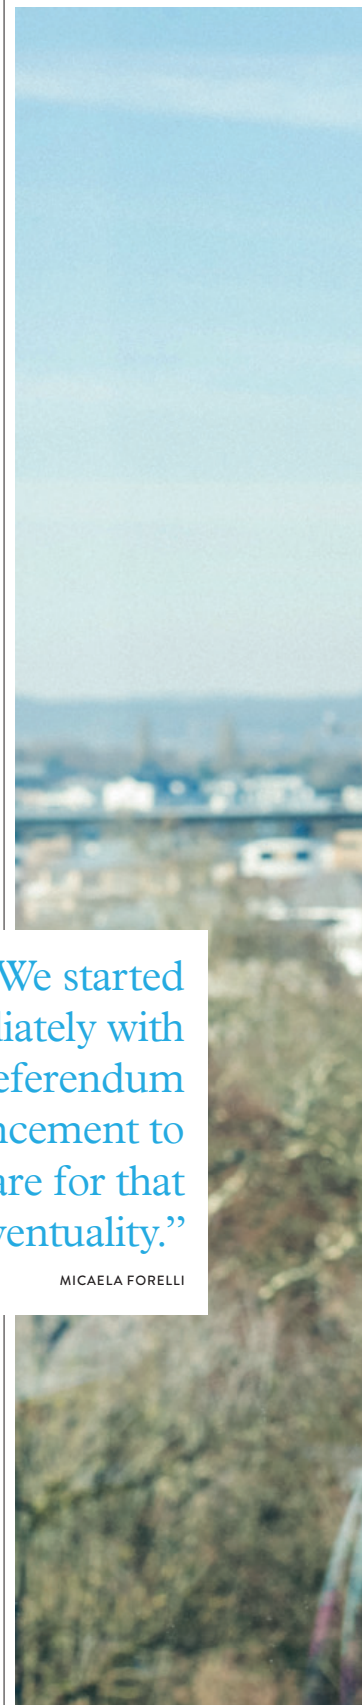 We started
iately with
eferendum
ncement to
are for that
ventuality.”
MICAELA FORELLI